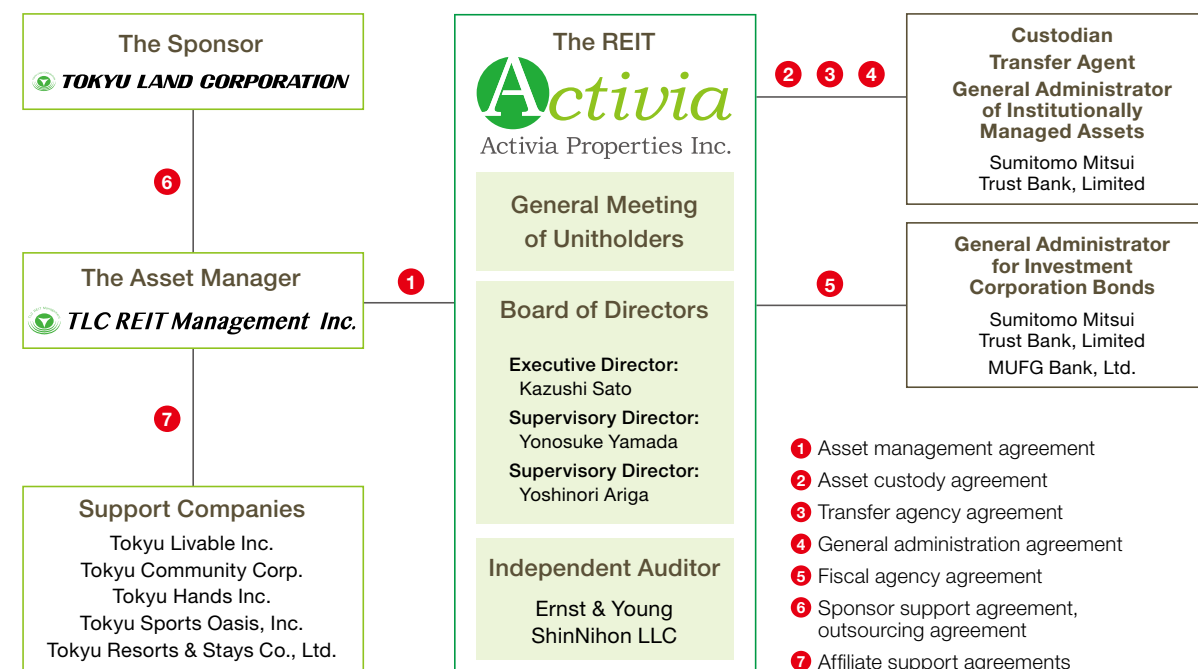 The Sponsor
TOKYU LAND CORPORATION
6
The Asset Manager
TLC REIT Management Inc.
7
Support Companies
Tokyu Livable Inc.
Tokyu Community Corp.
Tokyu Hands Inc.
Tokyu Sports Oasis, Inc.
Tokyu Resorts & Stays Co., Ltd.
1
The REIT
Activia
Activia Properties Inc.
General Meeting
of Unitholders
Board of Directors
Executive Director:
Kazushi Sato
Supervisory Director:
Yonosuke Yamada
Supervisory Director:
Yoshinori Ariga
Independent Auditor
Ernst & Young
ShinNihon LLC
2 3 4
Custodian
Transfer Agent
General Administrator
of Institutionally
Managed Assets
Sumitomo Mitsui
Trust Bank, Limited
5
General Administrator
for Investment
Corporation Bonds
Sumitomo Mitsui
Trust Bank, Limited
MUFG Bank, Ltd.
1 Asset management agreement
2 Asset custody agreement
3 Transfer agency agreement
4 General administration agreement
5 Fiscal agency agreement
6 Sponsor support agreement,
outsourcing agreement
7 Affiliate support agreements